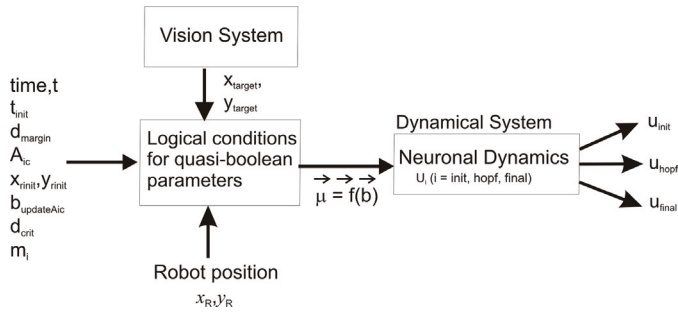 Vision System
x_target,
y_target
time,t
t_init
d_margin
A_ic
x_rinit,y_rinit
b_updateAic
d_crit
m_i
Logical conditions
for quasi-boolean
parameters
μ⃗ = f⃗(b⃗)
Dynamical System
Neuronal Dynamics
U_i (i = init, hopf, final)
u_init
u_hopf
u_final
Robot position
x_R,y_R